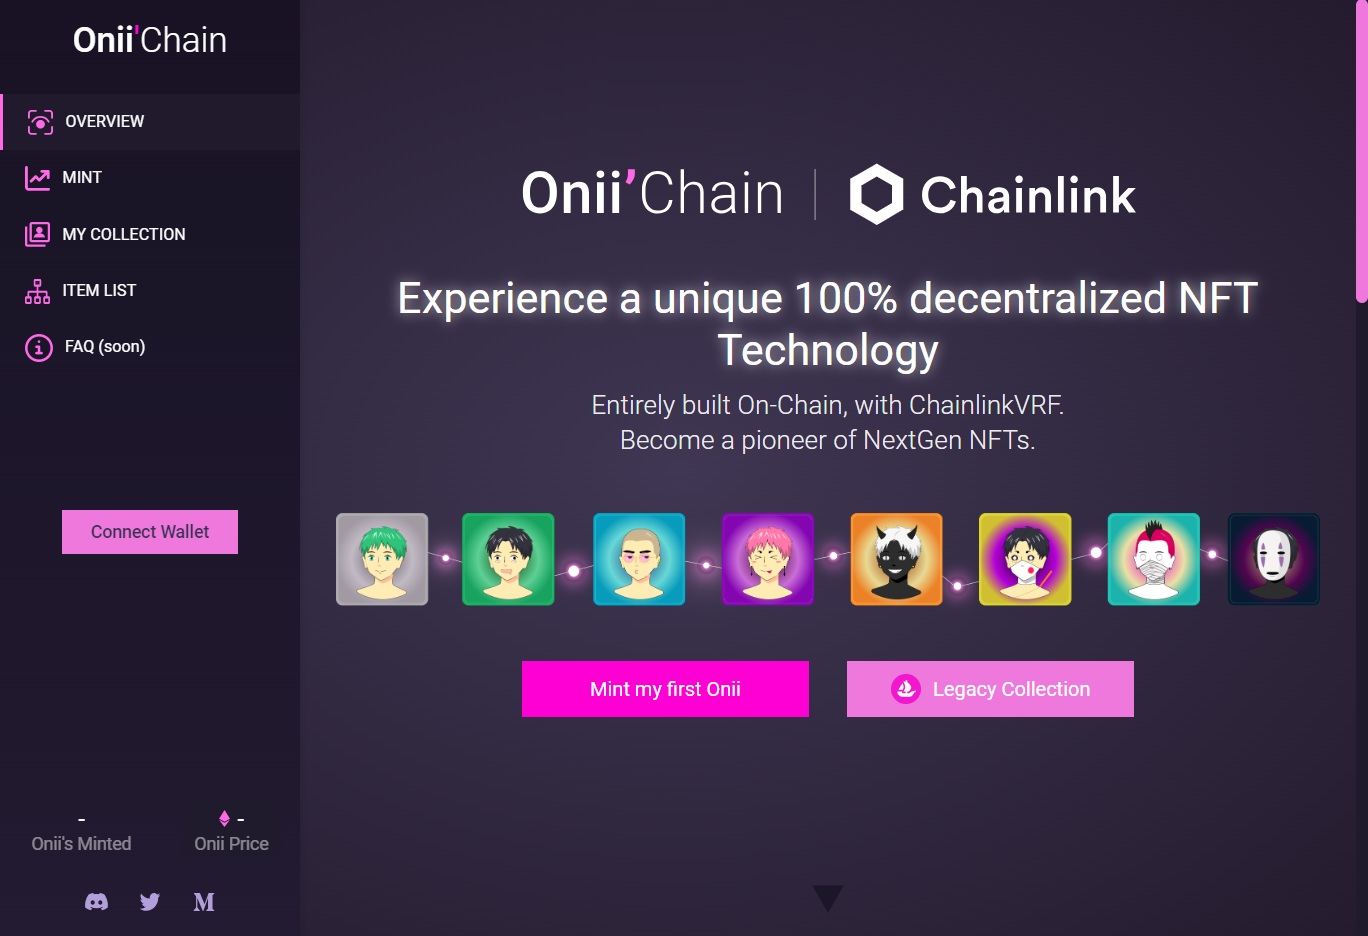 Onii'Chain
OVERVIEW
MINT
MY COLLECTION
ITEM LIST
FAQ (soon)
Connect Wallet
-
-
Onii's Minted
Onii Price
Onii'Chain
Chainlink
Experience a unique 100% decentralized NFT
Technology
Entirely built On-Chain, with ChainlinkVRF.
Become a pioneer of NextGen NFTs.
Mint my first Onii
Legacy Collection